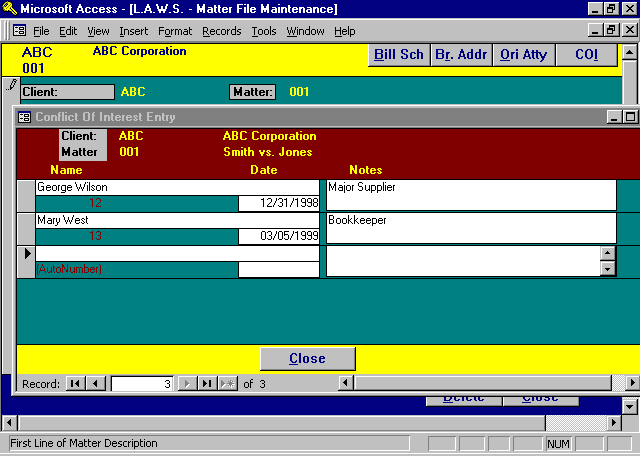 Microsoft Access - [L.A.W.S. - Matter File Maintenance]
File Edit View Insert Format Records Tools Window Help
ABC ABC Corporation Bill Sch Br. Addr Ori Atty COI
001
Client: ABC Matter: 001
Conflict Of Interest Entry
Client: ABC ABC Corporation
Matter 001 Smith vs. Jones
Name Date Notes
George Wilson Major Supplier
12 12/31/1998
Mary West Bookkeeper
13 03/05/1999
(AutoNumber)
Close
Record: 3 of 3
Delete Close
First Line of Matter Description NUM